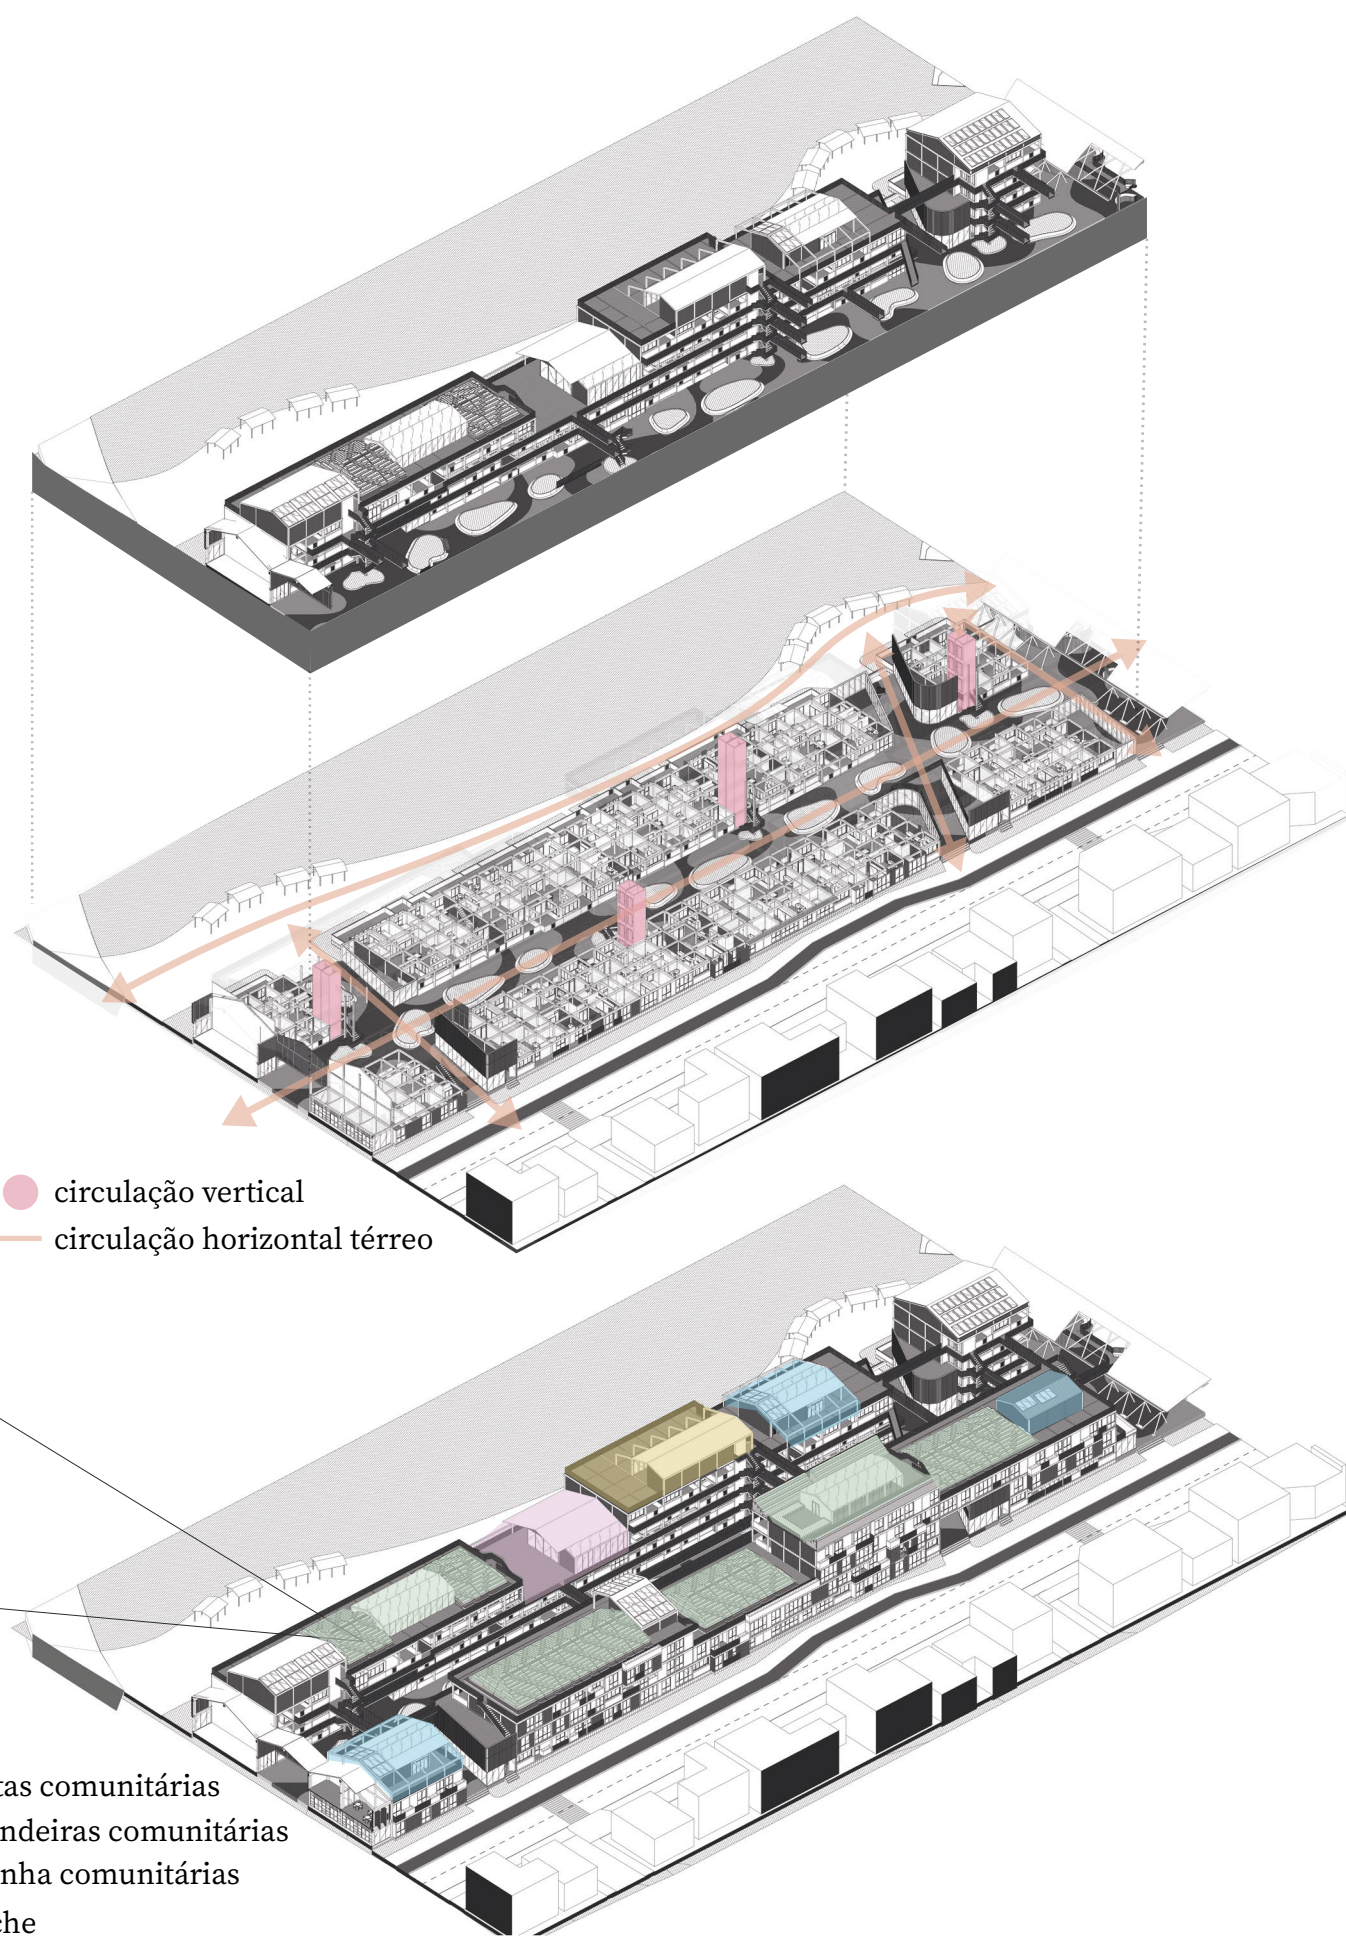 circulação vertical
circulação horizontal térreo
tas comunitárias
ndeiras comunitárias
nha comunitárias
che